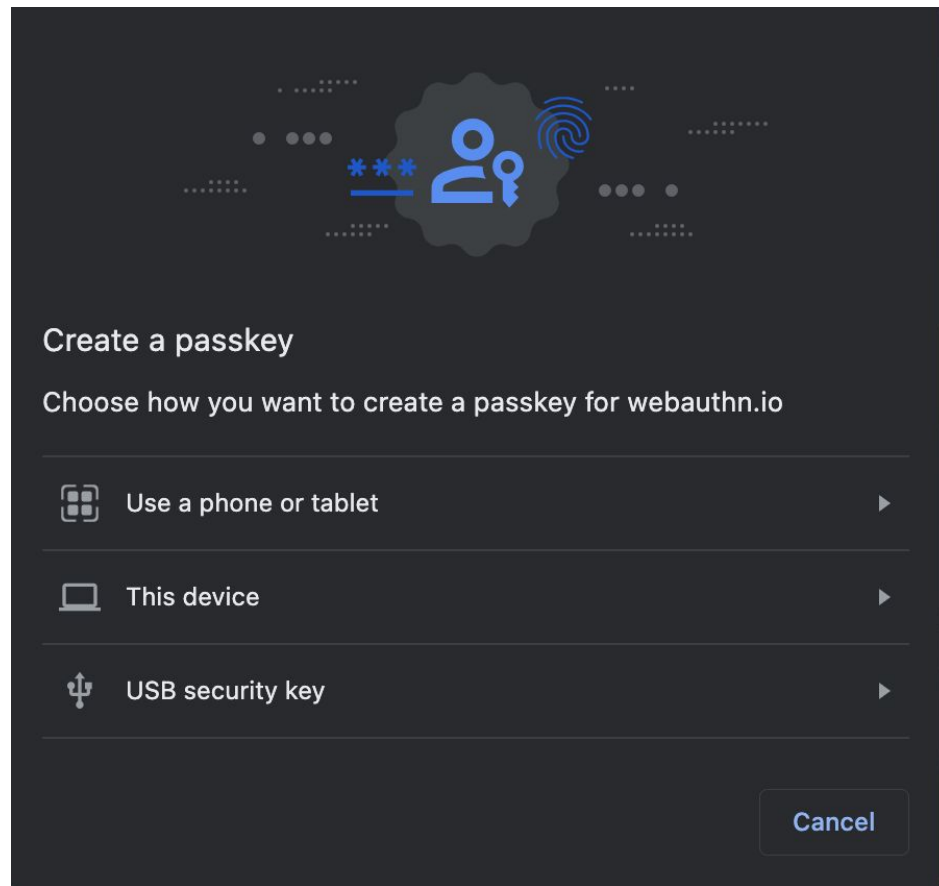 ***
Create a passkey
Choose how you want to create a passkey for webauthn.io
Use a phone or tablet
This device
USB security key
Cancel